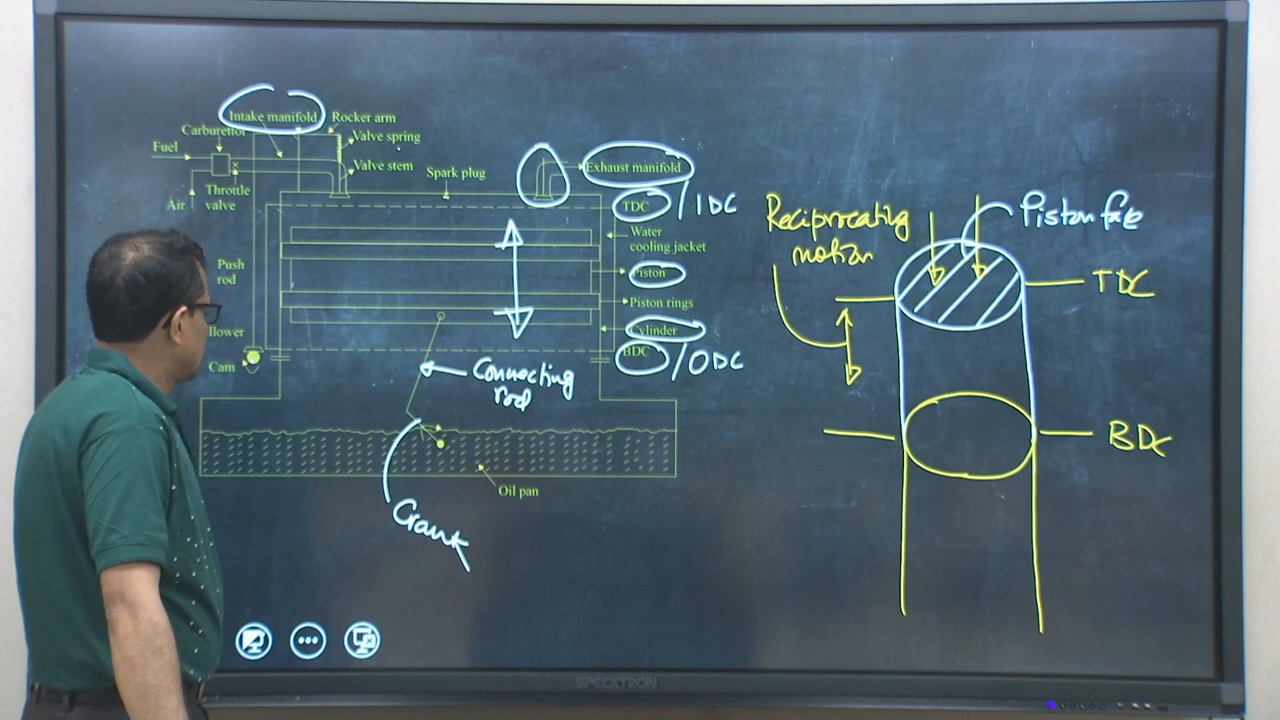 Intake manifold
Rocker arm
Carburettor
Valve spring
Fuel
Valve stem
Spark plug
Exhaust manifold
Throttle
valve
Air
TDC / IDC
Water
cooling jacket
Push
rod
Piston
Piston rings
llower
Cylinder
BDC / ODC
Cam
Connecting
rod
Oil pan
Crank
Reciprocating
motion
Piston face
TDC
BDC
SPECKTRON